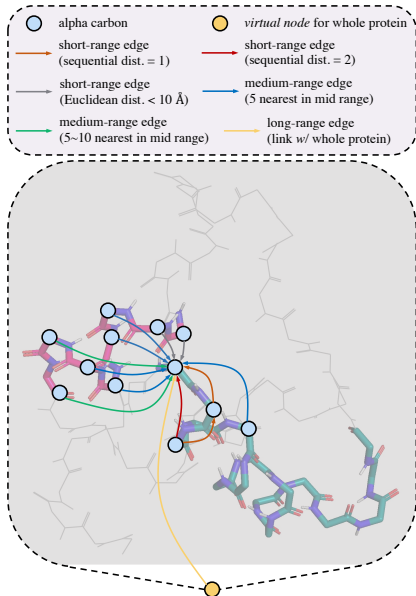 alpha carbon
virtual node for whole protein
short-range edge
(sequential dist. = 1)
short-range edge
(sequential dist. = 2)
short-range edge
(Euclidean dist. < 10 Å)
medium-range edge
(5 nearest in mid range)
medium-range edge
(5~10 nearest in mid range)
long-range edge
(link w/ whole protein)